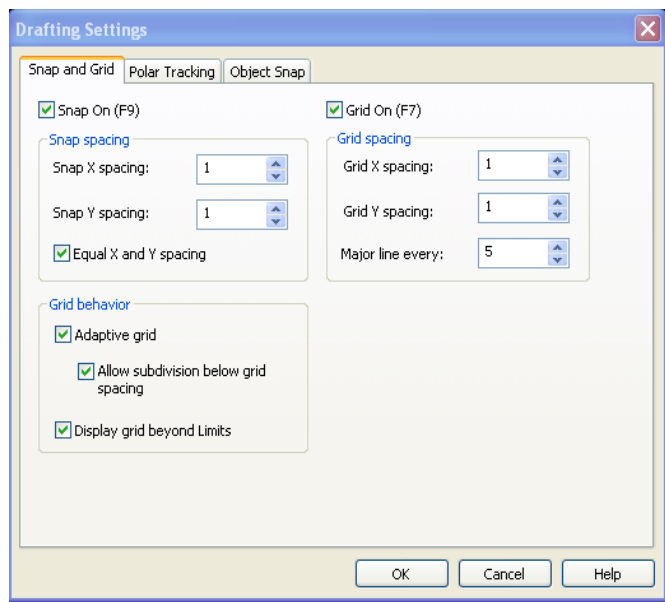 Drafting Settings
Snap and Grid
Polar Tracking
Object Snap
Snap On (F9)
Snap spacing
Snap X spacing:
1
Snap Y spacing:
1
Equal X and Y spacing
Grid behavior
Adaptive grid
Allow subdivision below grid
spacing
Display grid beyond Limits
Grid On (F7)
Grid spacing
Grid X spacing:
1
Grid Y spacing:
1
Major line every:
5
OK
Cancel
Help